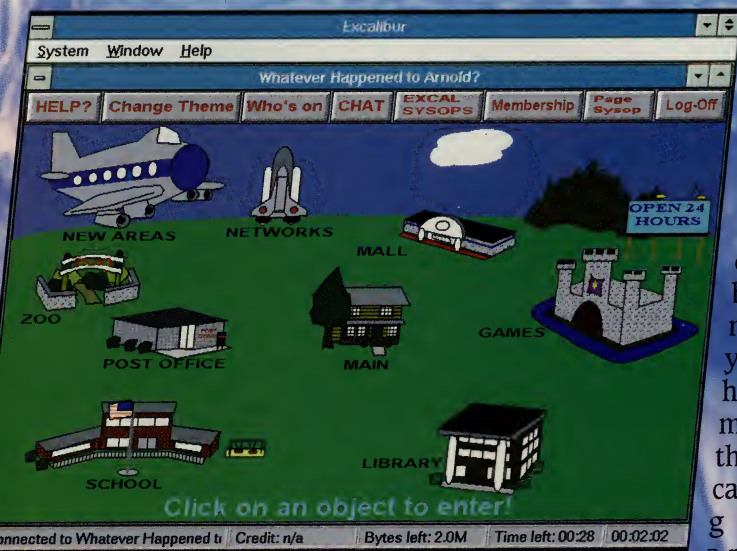 Excalibur
System Window Help
Whatever Happened to Arnold?
HELP? Change Theme Who's on CHAT EXCAL SYSOPS Membership Page Sysop Log-Off
OPEN 24
HOURS
NEW AREAS
NETWORKS
MALL
ZOO
POST OFFICE
MAIN
GAMES
SCHOOL
LIBRARY
Click on an object to enter!
onnected to Whatever Happened t Credit: n/a Bytes left: 2.0M Time left: 00:28 00:02:02
y
h
m
th
ca
g